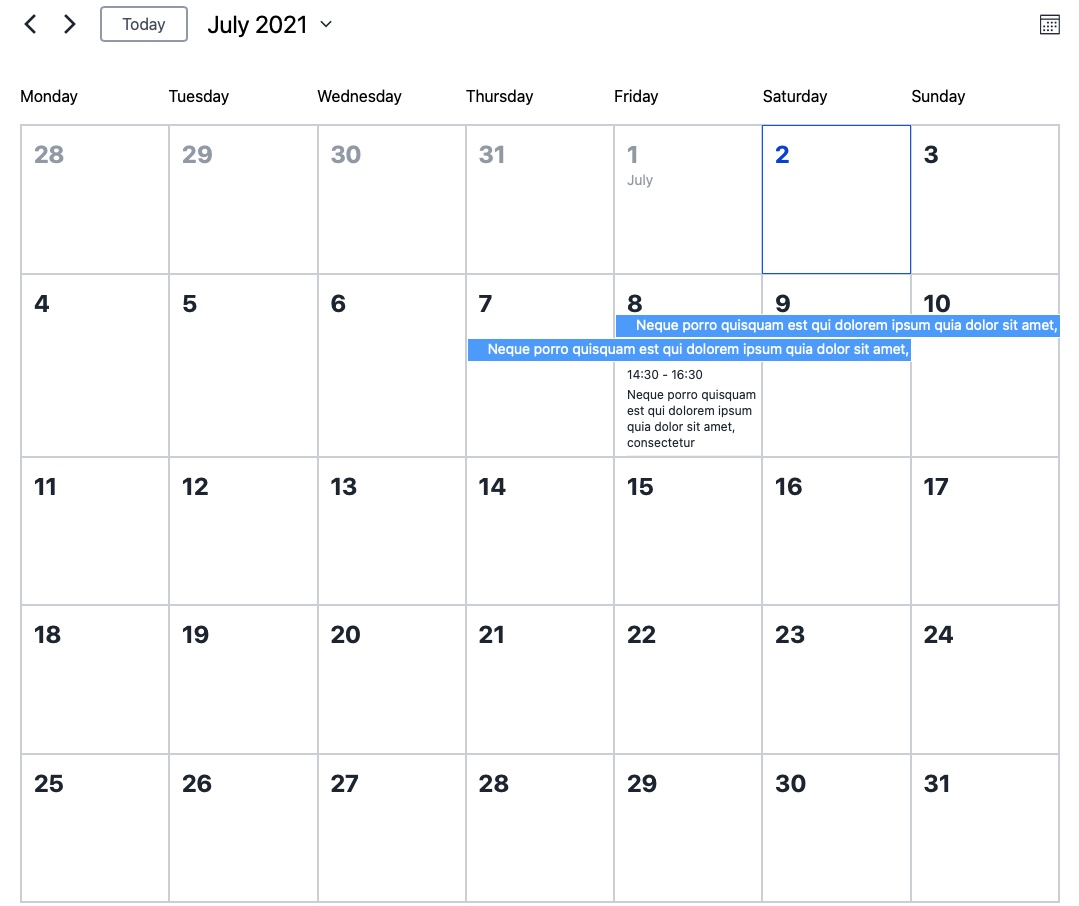 Today July 2021
Monday Tuesday Wednesday Thursday Friday Saturday Sunday
28 29 30 31 1 2 3
July
4 5 6 7 8 9 10
Neque porro quisquam est qui dolorem ipsum quia dolor sit amet,
Neque porro quisquam est qui dolorem ipsum quia dolor sit amet,
14:30 - 16:30
Neque porro quisquam
est qui dolorem ipsum
quia dolor sit amet,
consectetur
11 12 13 14 15 16 17
18 19 20 21 22 23 24
25 26 27 28 29 30 31